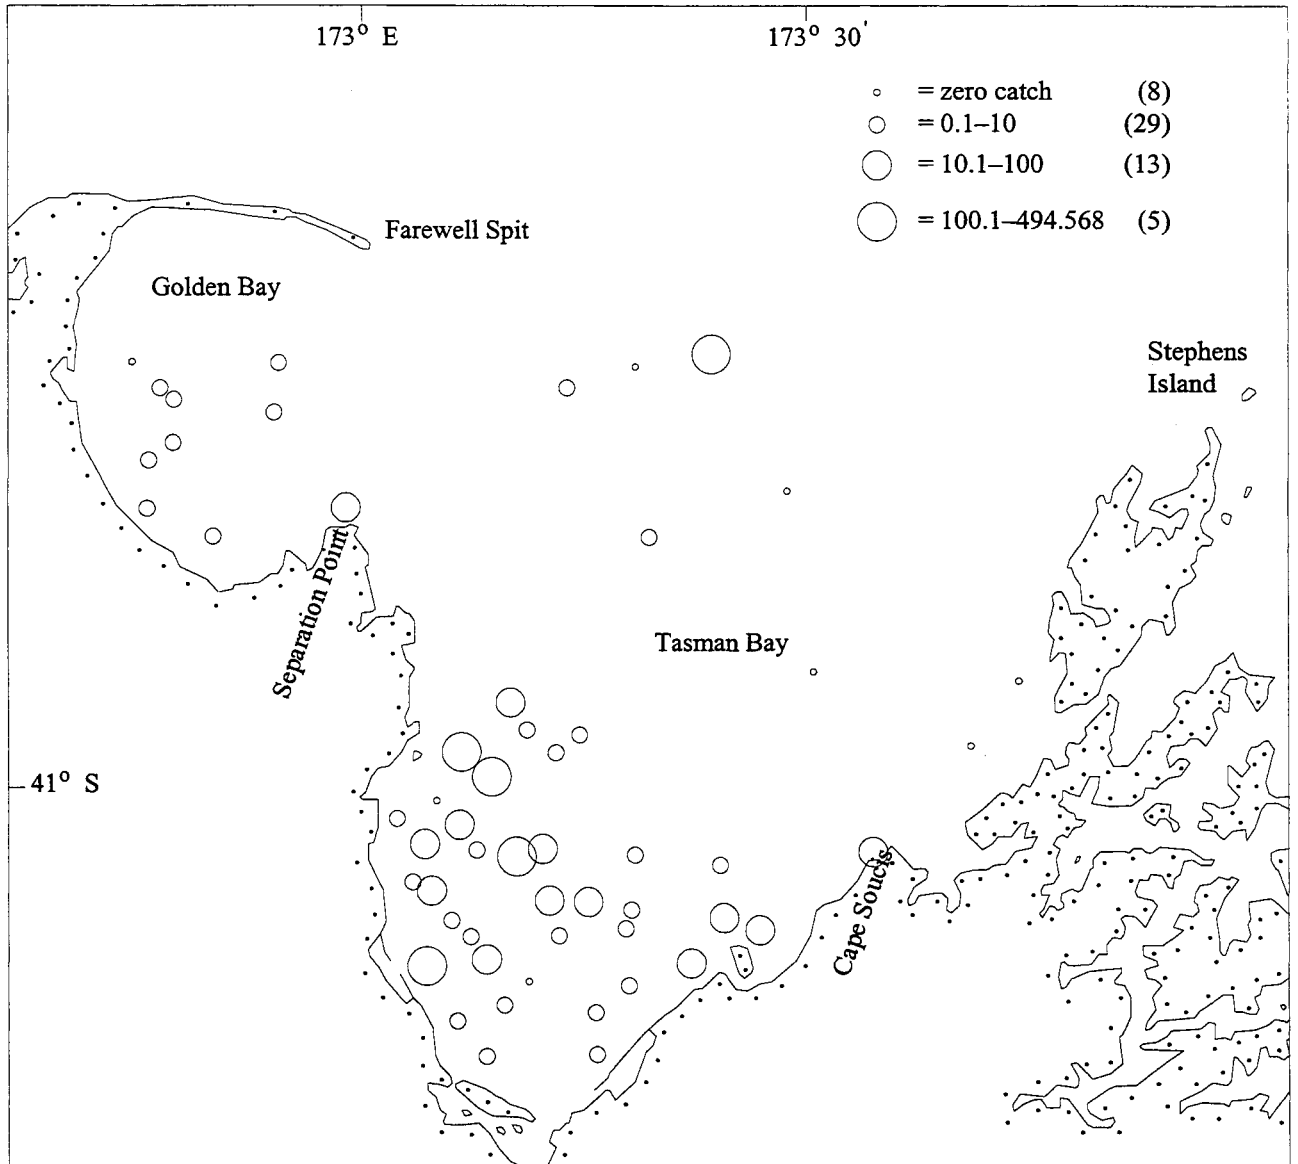 173° E
173° 30'
= zero catch (8)
= 0.1–10 (29)
= 10.1–100 (13)
= 100.1–494.568 (5)
Farewell Spit
Golden Bay
Stephens
Island
Separation Point
Tasman Bay
41° S
Cape Soucis